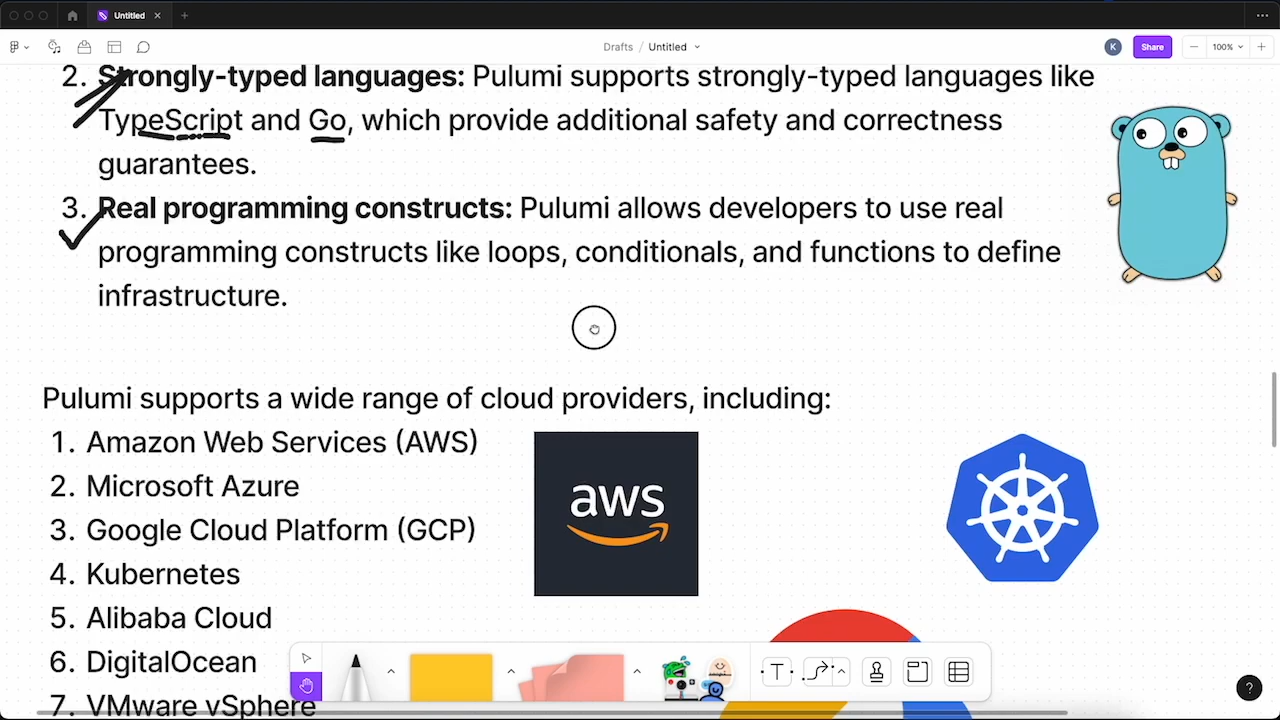 Untitled
Drafts / Untitled
K
Share
100%
2. Strongly-typed languages: Pulumi supports strongly-typed languages like
TypeScript and Go, which provide additional safety and correctness
guarantees.
3. Real programming constructs: Pulumi allows developers to use real
programming constructs like loops, conditionals, and functions to define
infrastructure.
Pulumi supports a wide range of cloud providers, including:
1. Amazon Web Services (AWS)
2. Microsoft Azure
3. Google Cloud Platform (GCP)
4. Kubernetes
5. Alibaba Cloud
6. DigitalOcean
7. VMware vSphere
aws
T
?